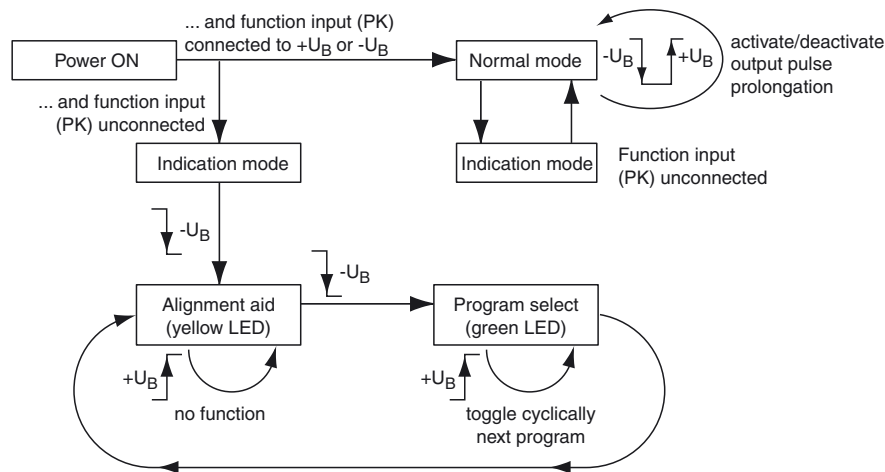 ... and function input (PK)
connected to +UB or -UB
Power ON
Normal mode
-UB
+UB
activate/deactivate
output pulse
prolongation
... and function input
(PK) unconnected
Indication mode
Indication mode
Function input
(PK) unconnected
-UB
-UB
Alignment aid
(yellow LED)
Program select
(green LED)
+UB
no function
+UB
toggle cyclically
next program